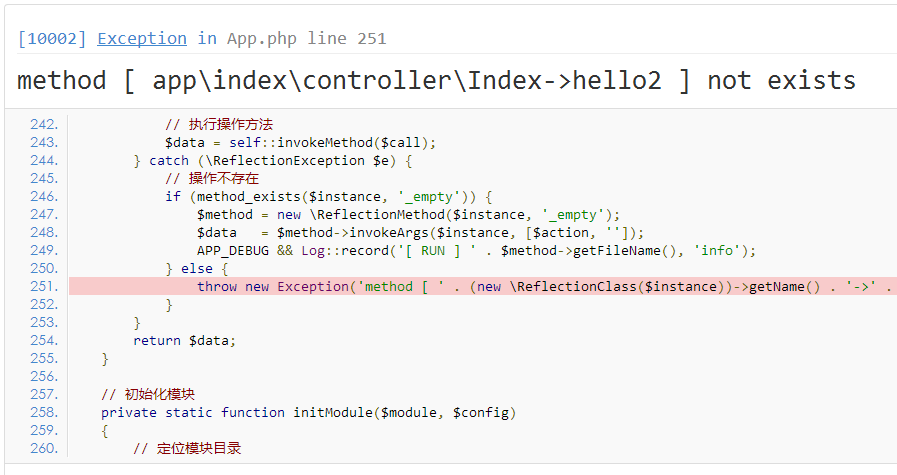 [10002] Exception in App.php line 251
method [ app\index\controller\Index->hello2 ] not exists
242.             // 执行操作方法
243.             $data = self::invokeMethod($call);
244.         } catch (\ReflectionException $e) {
245.             // 操作不存在
246.             if (method_exists($instance, '_empty')) {
247.                 $method = new \ReflectionMethod($instance, '_empty');
248.                 $data   = $method->invokeArgs($instance, [$action, '']);
249.                 APP_DEBUG && Log::record('[ RUN ] ' . $method->getFileName(), 'info');
250.             } else {
251.                 throw new Exception('method [ ' . (new \ReflectionClass($instance))->getName() . '->' .
252.             }
253.         }
254.         return $data;
255.     }
256.
257.     // 初始化模块
258.     private static function initModule($module, $config)
259.     {
260.         // 定位模块目录